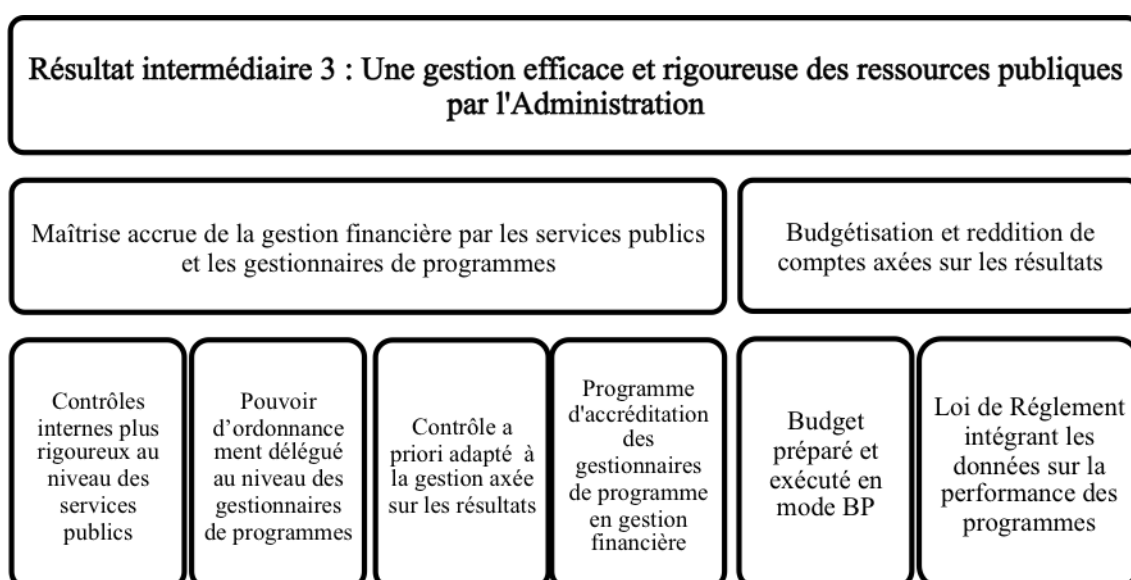 Résultat intermédiaire 3 : Une gestion efficace et rigoureuse des ressources publiques
par l'Administration
Maîtrise accrue de la gestion financière par les services publics
et les gestionnaires de programmes
Budgétisation et reddition de
comptes axées sur les résultats
Contrôles
internes plus
rigoureux au
niveau des
services
publics
Pouvoir
d’ordonnance
ment délégué
au niveau des
gestionnaires
de programmes
Contrôle a
priori adapté à
la gestion axée
sur les résultats
Programme
d'accréditation
des
gestionnaires
de programme
en gestion
financière
Budget
préparé et
exécuté en
mode BP
Loi de Réglement
intégrant les
données sur la
performance des
programmes